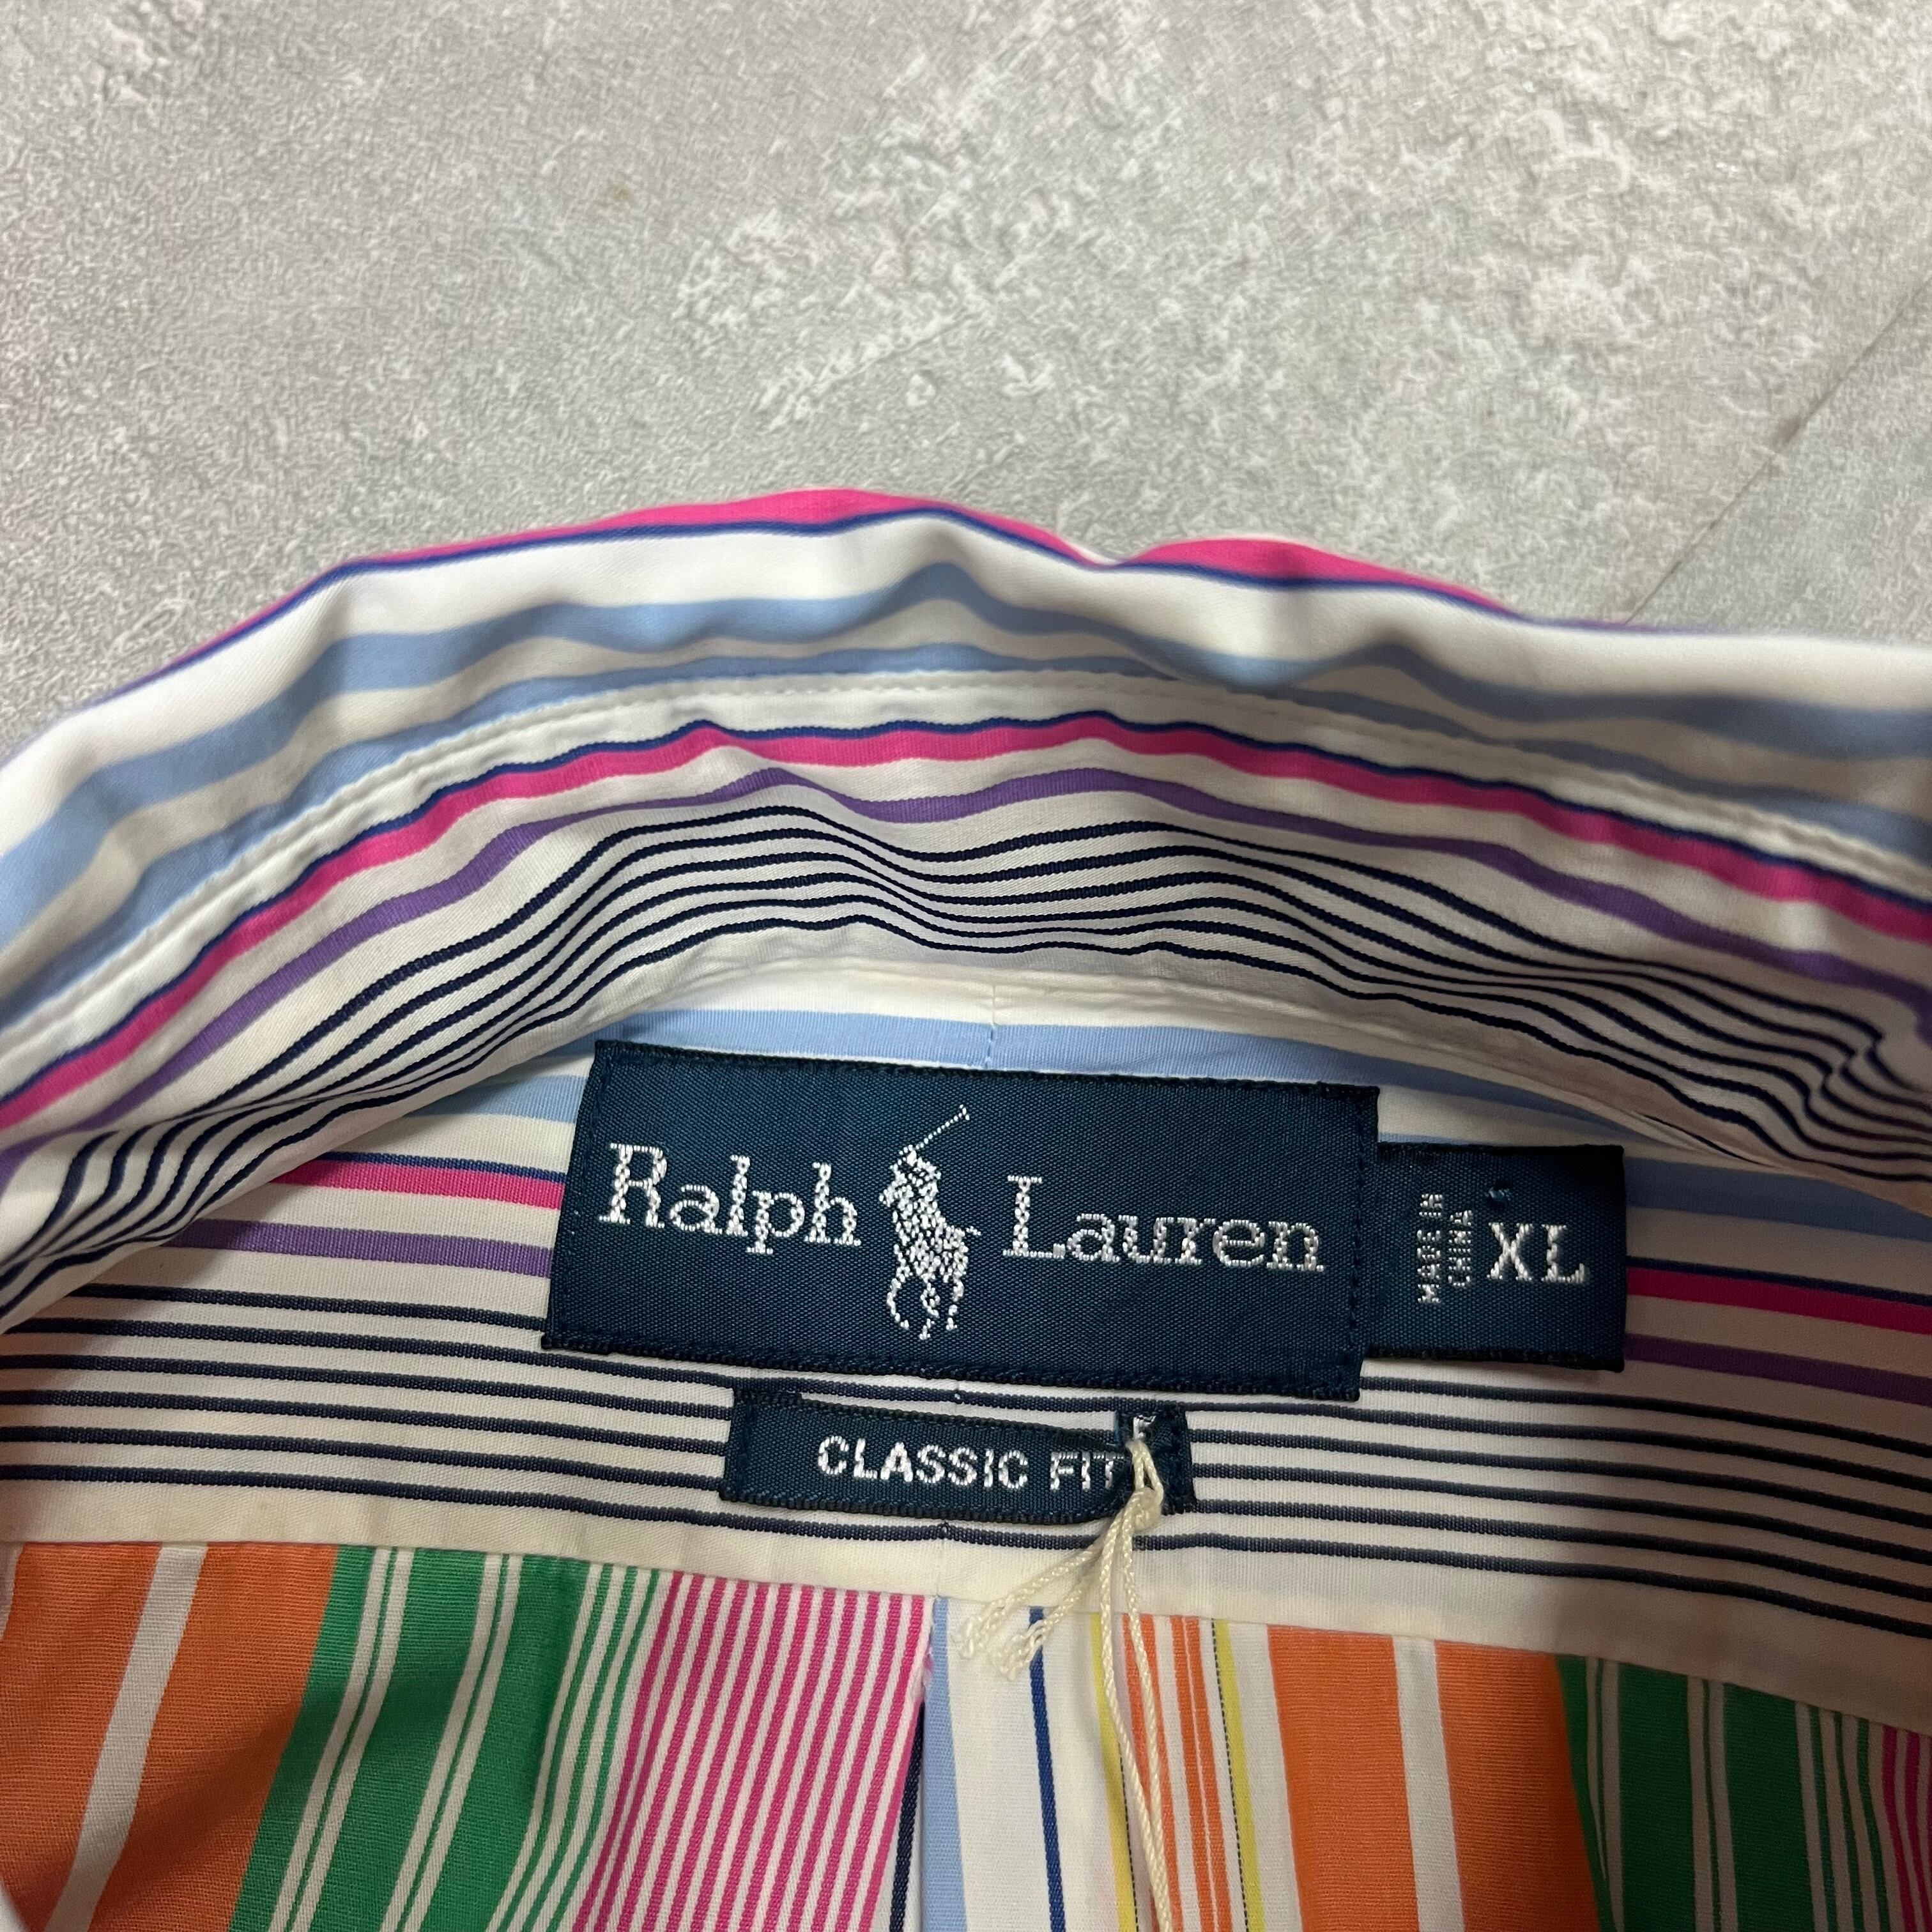 Ralph Lauren
MADE IN
CHINA
XL
CLASSIC FIT